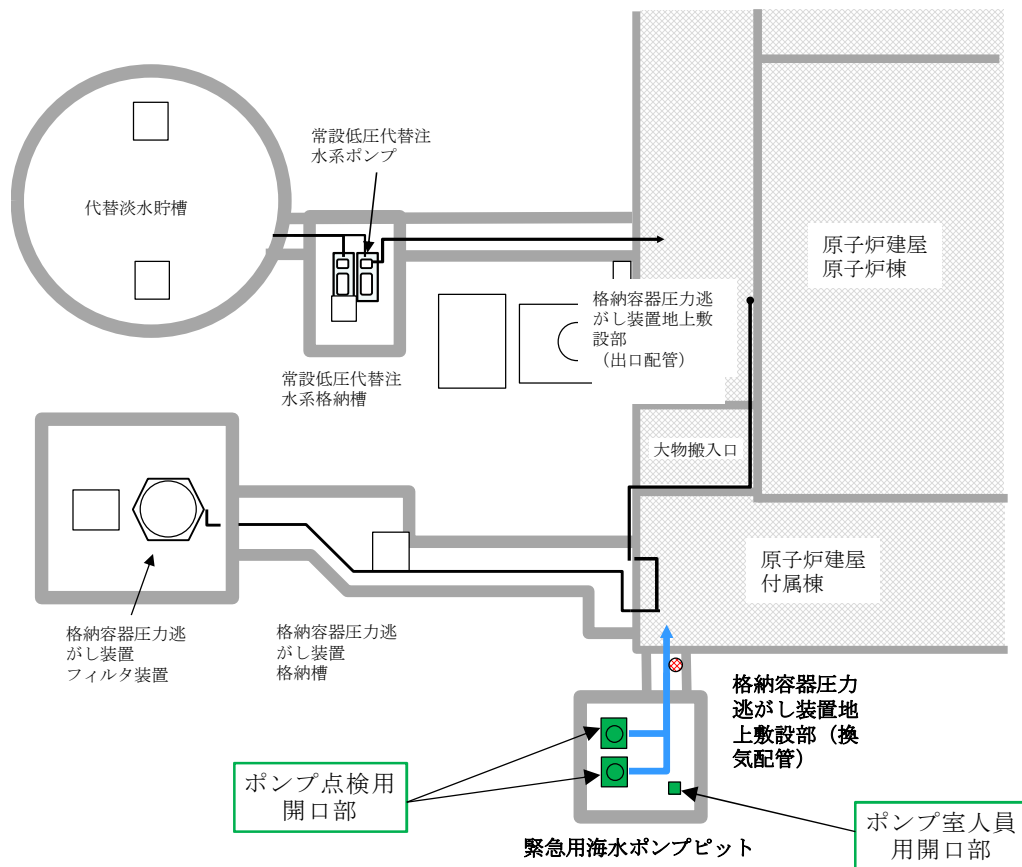 常設低圧代替注
水系ポンプ
代替淡水貯槽
原子炉建屋
原子炉棟
格納容器圧力逃
がし装置地上敷
設部
（出口配管）
常設低圧代替注
水系格納槽
大物搬入口
原子炉建屋
付属棟
格納容器圧力逃
がし装置
フィルタ装置
格納容器圧力逃
がし装置
格納槽
格納容器圧力
逃がし装置地
上敷設部（換
気配管）
ポンプ点検用
開口部
ポンプ室人員
用開口部
緊急用海水ポンプピット